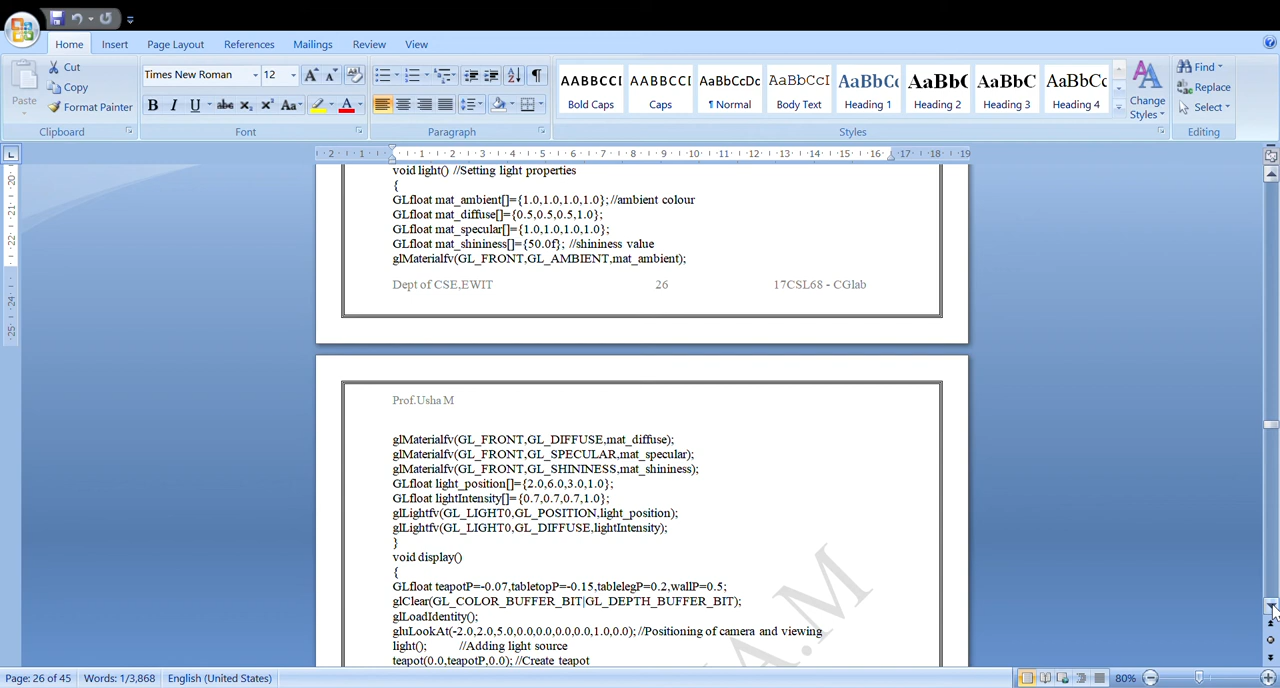 Home Insert Page Layout References Mailings Review View
Cut
Copy
Format Painter
Paste
Clipboard
Times New Roman 12
B I U abc x₂ x² Aa
Font
Paragraph
AABBCCI AABBCCI AaBbCcDc AaBbCcI AaBbCc AaBbC AaBbC AaBbCc
Bold Caps Caps ¶ Normal Body Text Heading 1 Heading 2 Heading 3 Heading 4
Change
Styles
Styles
Find
Replace
Select
Editing
void light() //Setting light properties
{
GLfloat mat_ambient[]={1.0,1.0,1.0,1.0}; //ambient colour
GLfloat mat_diffuse[]={0.5,0.5,0.5,1.0};
GLfloat mat_specular[]={1.0,1.0,1.0,1.0};
GLfloat mat_shininess[]={50.0f}; //shininess value
glMaterialfv(GL_FRONT,GL_AMBIENT,mat_ambient);
Dept of CSE,EWIT 26 17CSL68 - CGlab
Prof.Usha M
glMaterialfv(GL_FRONT,GL_DIFFUSE,mat_diffuse);
glMaterialfv(GL_FRONT,GL_SPECULAR,mat_specular);
glMaterialfv(GL_FRONT,GL_SHININESS,mat_shininess);
GLfloat light_position[]={2.0,6.0,3.0,1.0};
GLfloat lightIntensity[]={0.7,0.7,0.7,1.0};
glLightfv(GL_LIGHT0,GL_POSITION,light_position);
glLightfv(GL_LIGHT0,GL_DIFFUSE,lightIntensity);
}
void display()
{
GLfloat teapotP=-0.07,tabletopP=-0.15,tablelegP=0.2,wallP=0.5;
glClear(GL_COLOR_BUFFER_BIT|GL_DEPTH_BUFFER_BIT);
glLoadIdentity();
gluLookAt(-2.0,2.0,5.0,0.0,0.0,0.0,0.0,1.0,0.0); //Positioning of camera and viewing
light(); //Adding light source
teapot(0.0,teapotP,0.0); //Create teapot
A.M
Page: 26 of 45 Words: 1/3,868 English (United States) 80%